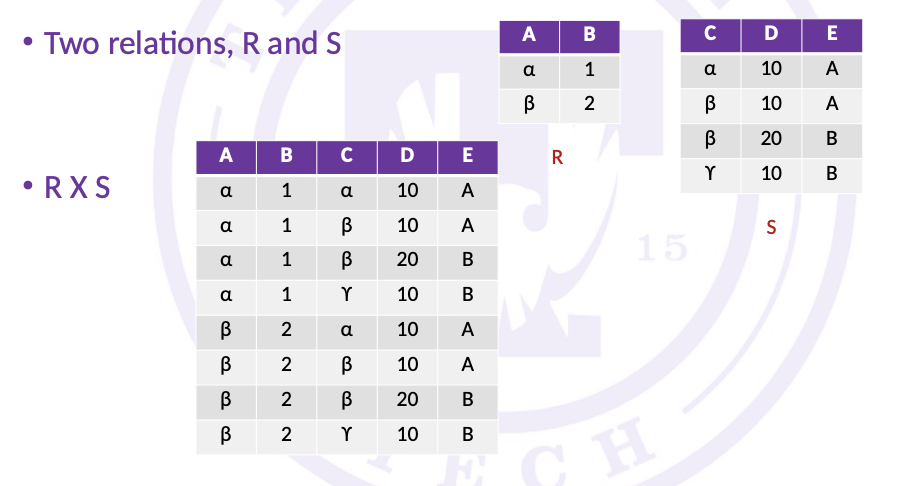 • Two relations, R and S
A B
α 1
β 2
R
C D E
α 10 A
β 10 A
β 20 B
ϒ 10 B
S
• R X S
A B C D E
α 1 α 10 A
α 1 β 10 A
α 1 β 20 B
α 1 ϒ 10 B
β 2 α 10 A
β 2 β 10 A
β 2 β 20 B
β 2 ϒ 10 B
15
TECH